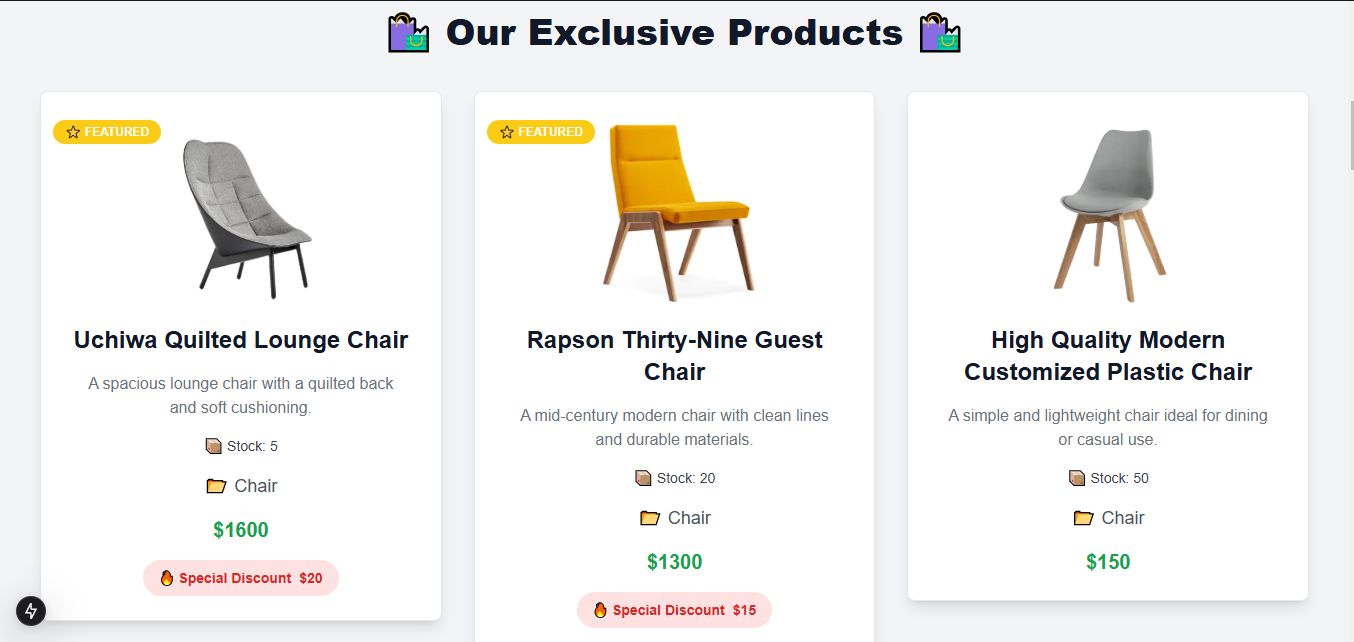 Our Exclusive Products
FEATURED
Uchiwa Quilted Lounge Chair
A spacious lounge chair with a quilted back
and soft cushioning.
Stock: 5
Chair
$1600
Special Discount $20
FEATURED
Rapson Thirty-Nine Guest
Chair
A mid-century modern chair with clean lines
and durable materials.
Stock: 20
Chair
$1300
Special Discount $15
High Quality Modern
Customized Plastic Chair
A simple and lightweight chair ideal for dining
or casual use.
Stock: 50
Chair
$150